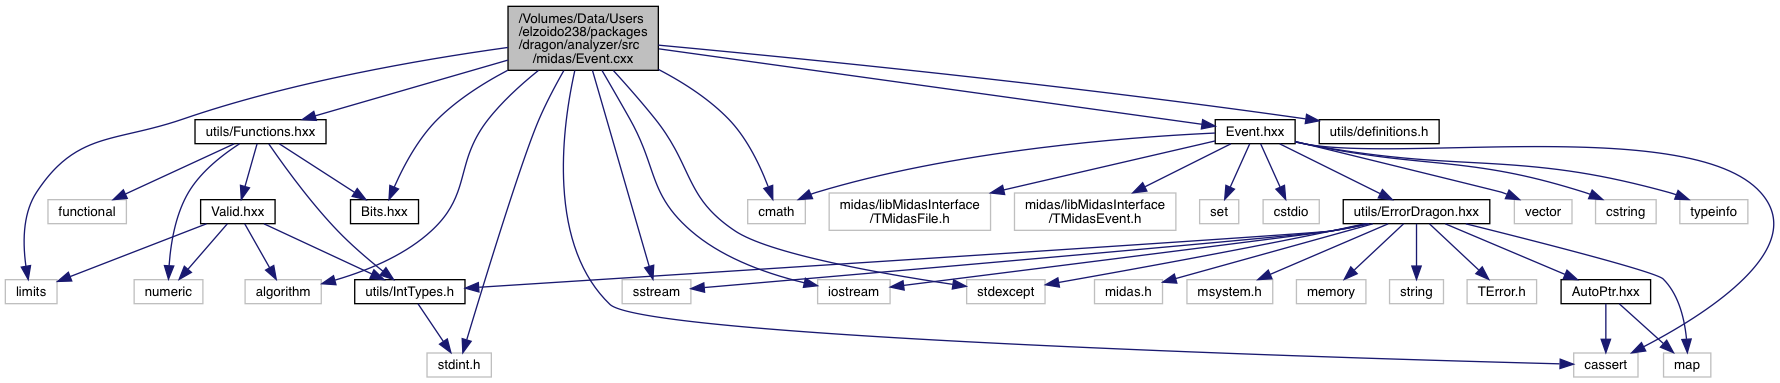 /Volumes/Data/Users
/elzoido238/packages
/dragon/analyzer/src
/midas/Event.cxx
utils/Functions.hxx
Event.hxx
utils/definitions.h
functional
Valid.hxx
Bits.hxx
cmath
midas/libMidasInterface
/TMidasFile.h
midas/libMidasInterface
/TMidasEvent.h
set
cstdio
utils/ErrorDragon.hxx
vector
cstring
typeinfo
limits
numeric
algorithm
utils/IntTypes.h
sstream
iostream
stdexcept
midas.h
msystem.h
memory
string
TError.h
AutoPtr.hxx
stdint.h
cassert
map